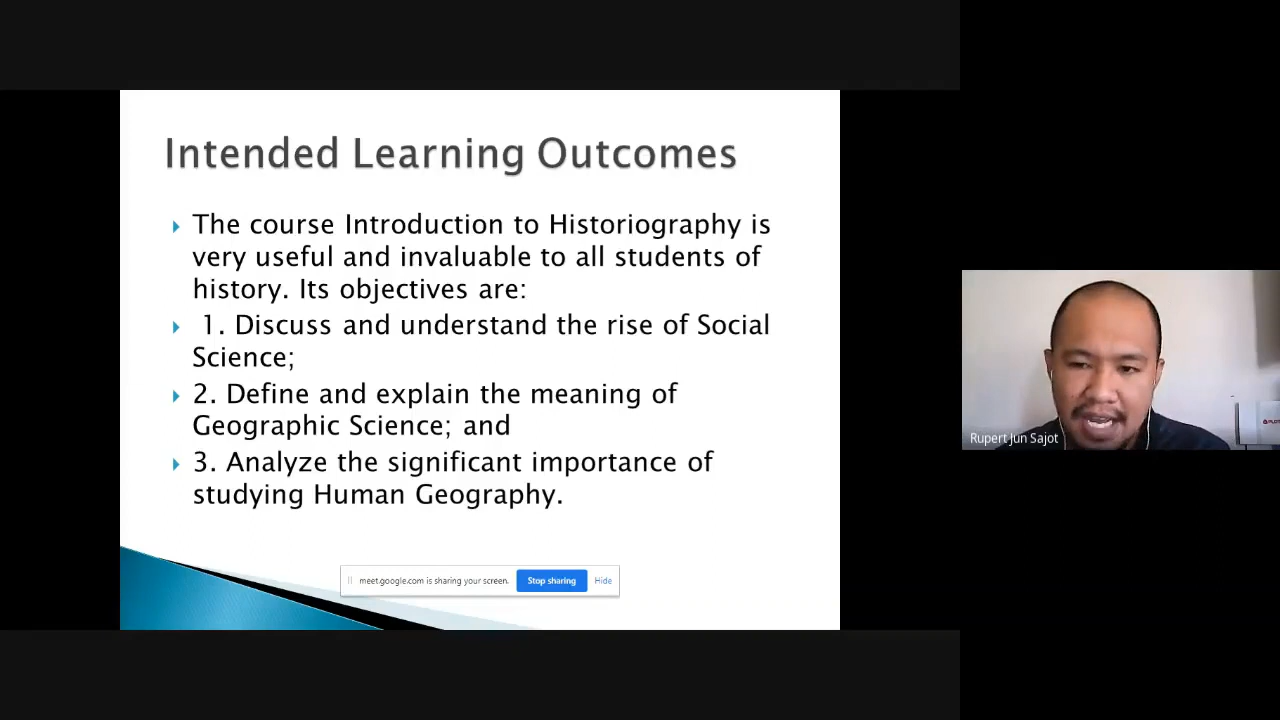 Intended Learning Outcomes
The course Introduction to Historiography is
very useful and invaluable to all students of
history. Its objectives are:
1. Discuss and understand the rise of Social
Science;
2. Define and explain the meaning of
Geographic Science; and
3. Analyze the significant importance of
studying Human Geography.
meet.google.com is sharing your screen. Stop sharing Hide
Rupert Jun Sajot